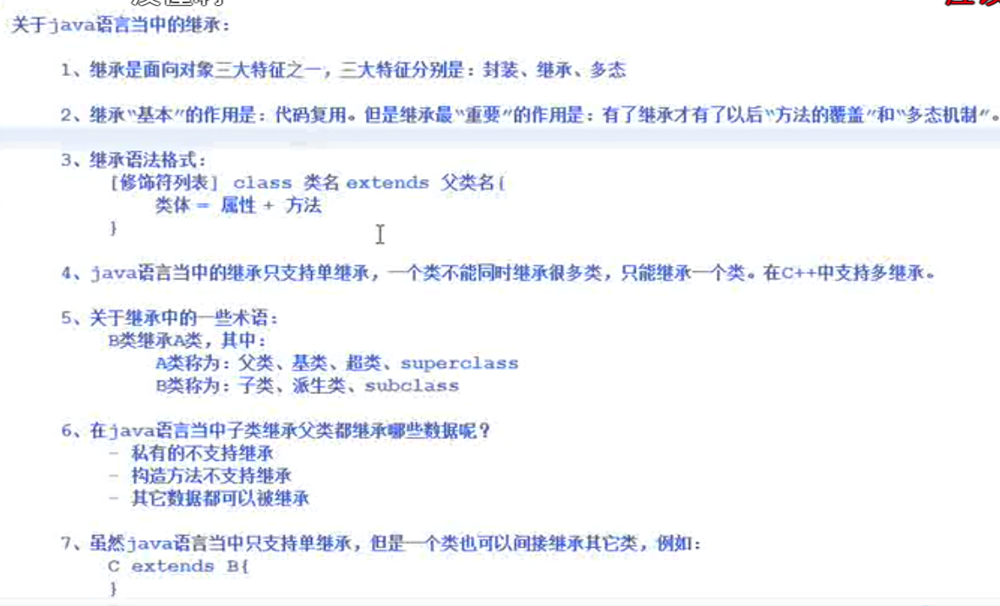 关于java语言当中的继承:
1、继承是面向对象三大特征之一,三大特征分别是:封装、继承、多态
2、继承“基本”的作用是:代码复用。但是继承最“重要”的作用是:有了继承才有了以后“方法的覆盖”和“多态机制”。
3、继承语法格式:
[修饰符列表] class 类名 extends 父类名{
类体 = 属性 + 方法
}
4、java语言当中的继承只支持单继承,一个类不能同时继承很多类,只能继承一个类。在C++中支持多继承。
5、关于继承中的一些术语:
B类继承A类,其中:
A类称为:父类、基类、超类、superclass
B类称为:子类、派生类、subclass
6、在java语言当中子类继承父类都继承哪些数据呢?
- 私有的不支持继承
- 构造方法不支持继承
- 其它数据都可以被继承
7、虽然java语言当中只支持单继承,但是一个类也可以间接继承其它类,例如:
C extends B{
}